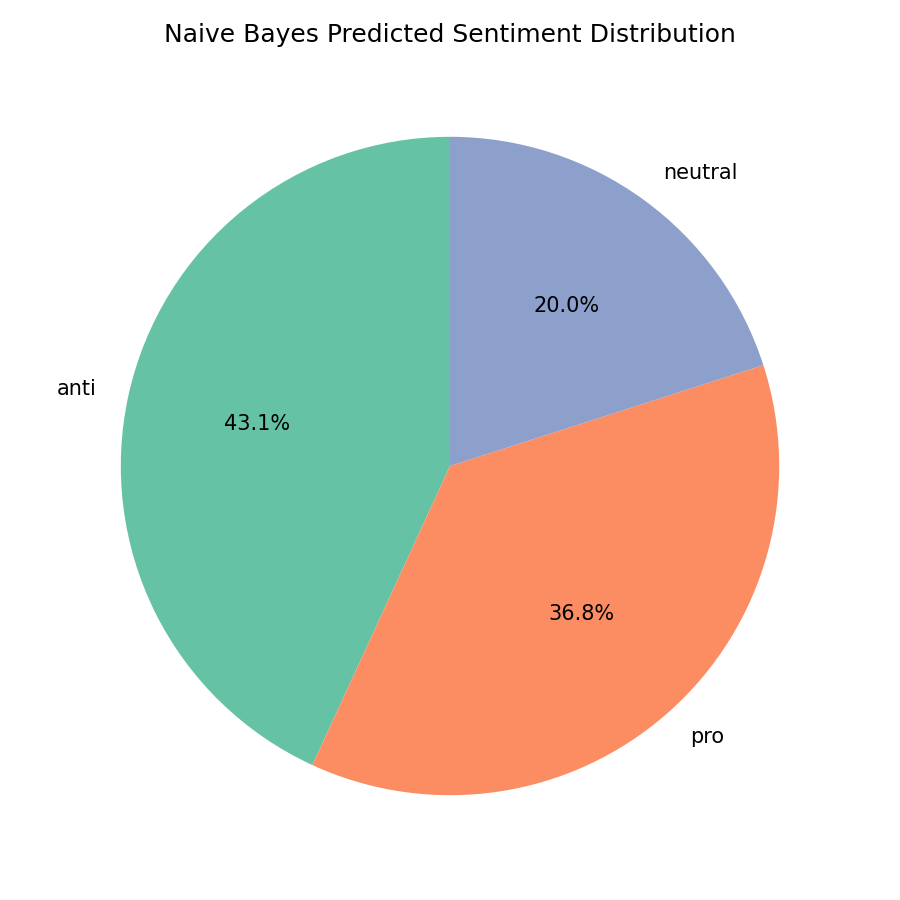 Naive Bayes Predicted Sentiment Distribution
neutral
20.0%
anti
43.1%
36.8%
pro